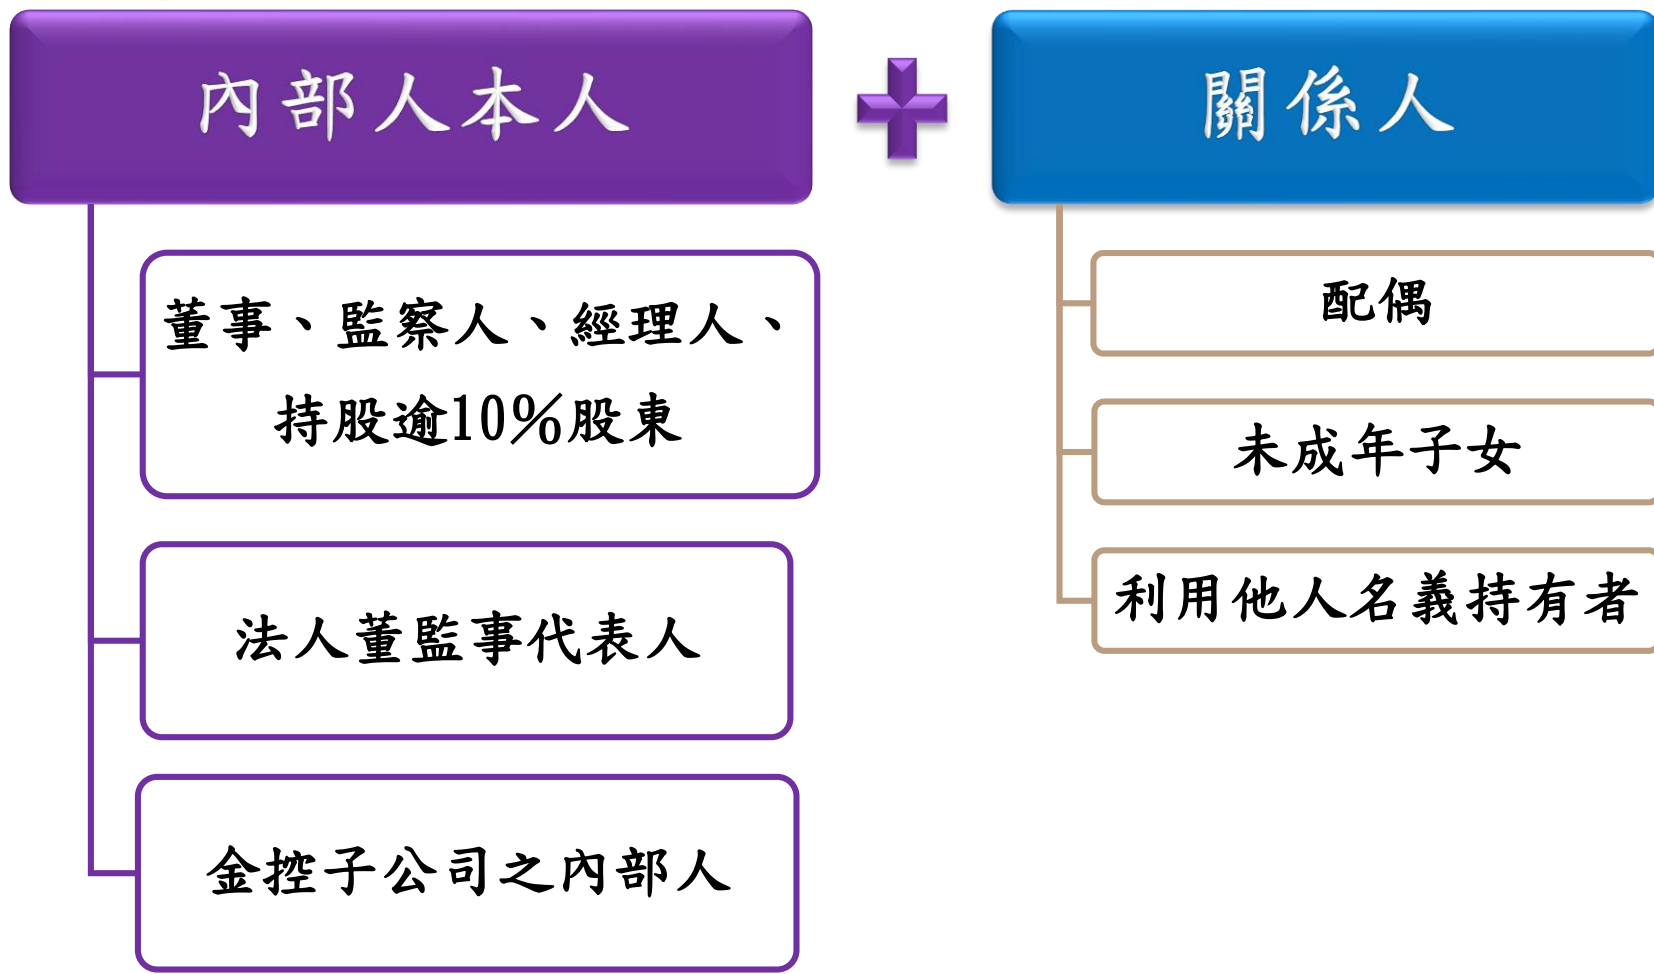 內部人本人
董事、監察人、經理人、
持股逾10%股東
法人董監事代表人
金控子公司之內部人
關係人
配偶
未成年子女
利用他人名義持有者